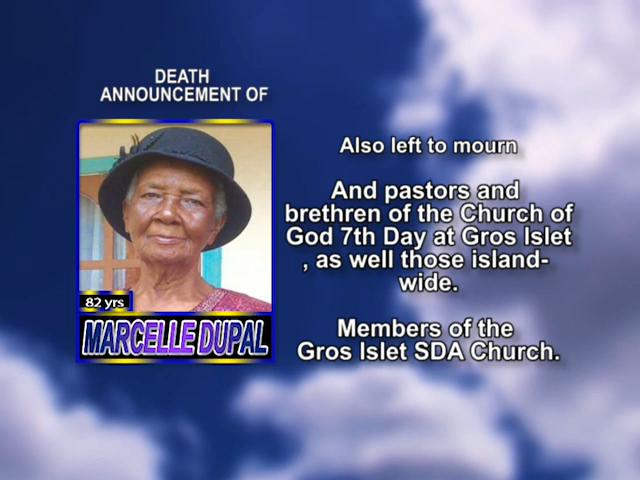 DEATH
ANNOUNCEMENT OF
82 yrs
MARCELLE DUPAL
Also left to mourn
And pastors and
brethren of the Church of
God 7th Day at Gros Islet
, as well those island-
wide.
Members of the
Gros Islet SDA Church.